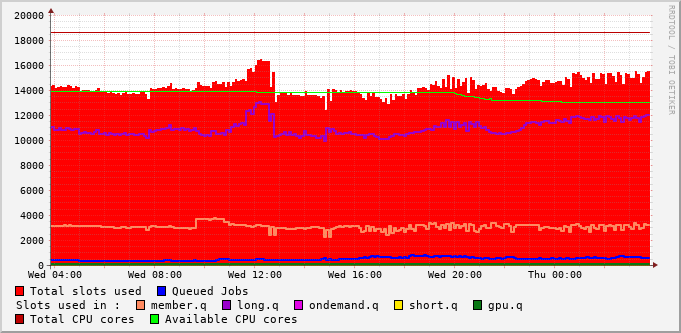 20000
18000
16000
14000
12000
10000
8000
6000
4000
2000
0
Wed 04:00 Wed 08:00 Wed 12:00 Wed 16:00 Wed 20:00 Thu 00:00
Total slots used Queued Jobs
Slots used in : member.q long.q ondemand.q short.q gpu.q
Total CPU cores Available CPU cores
RRDTOOL / TOBI OETIKER